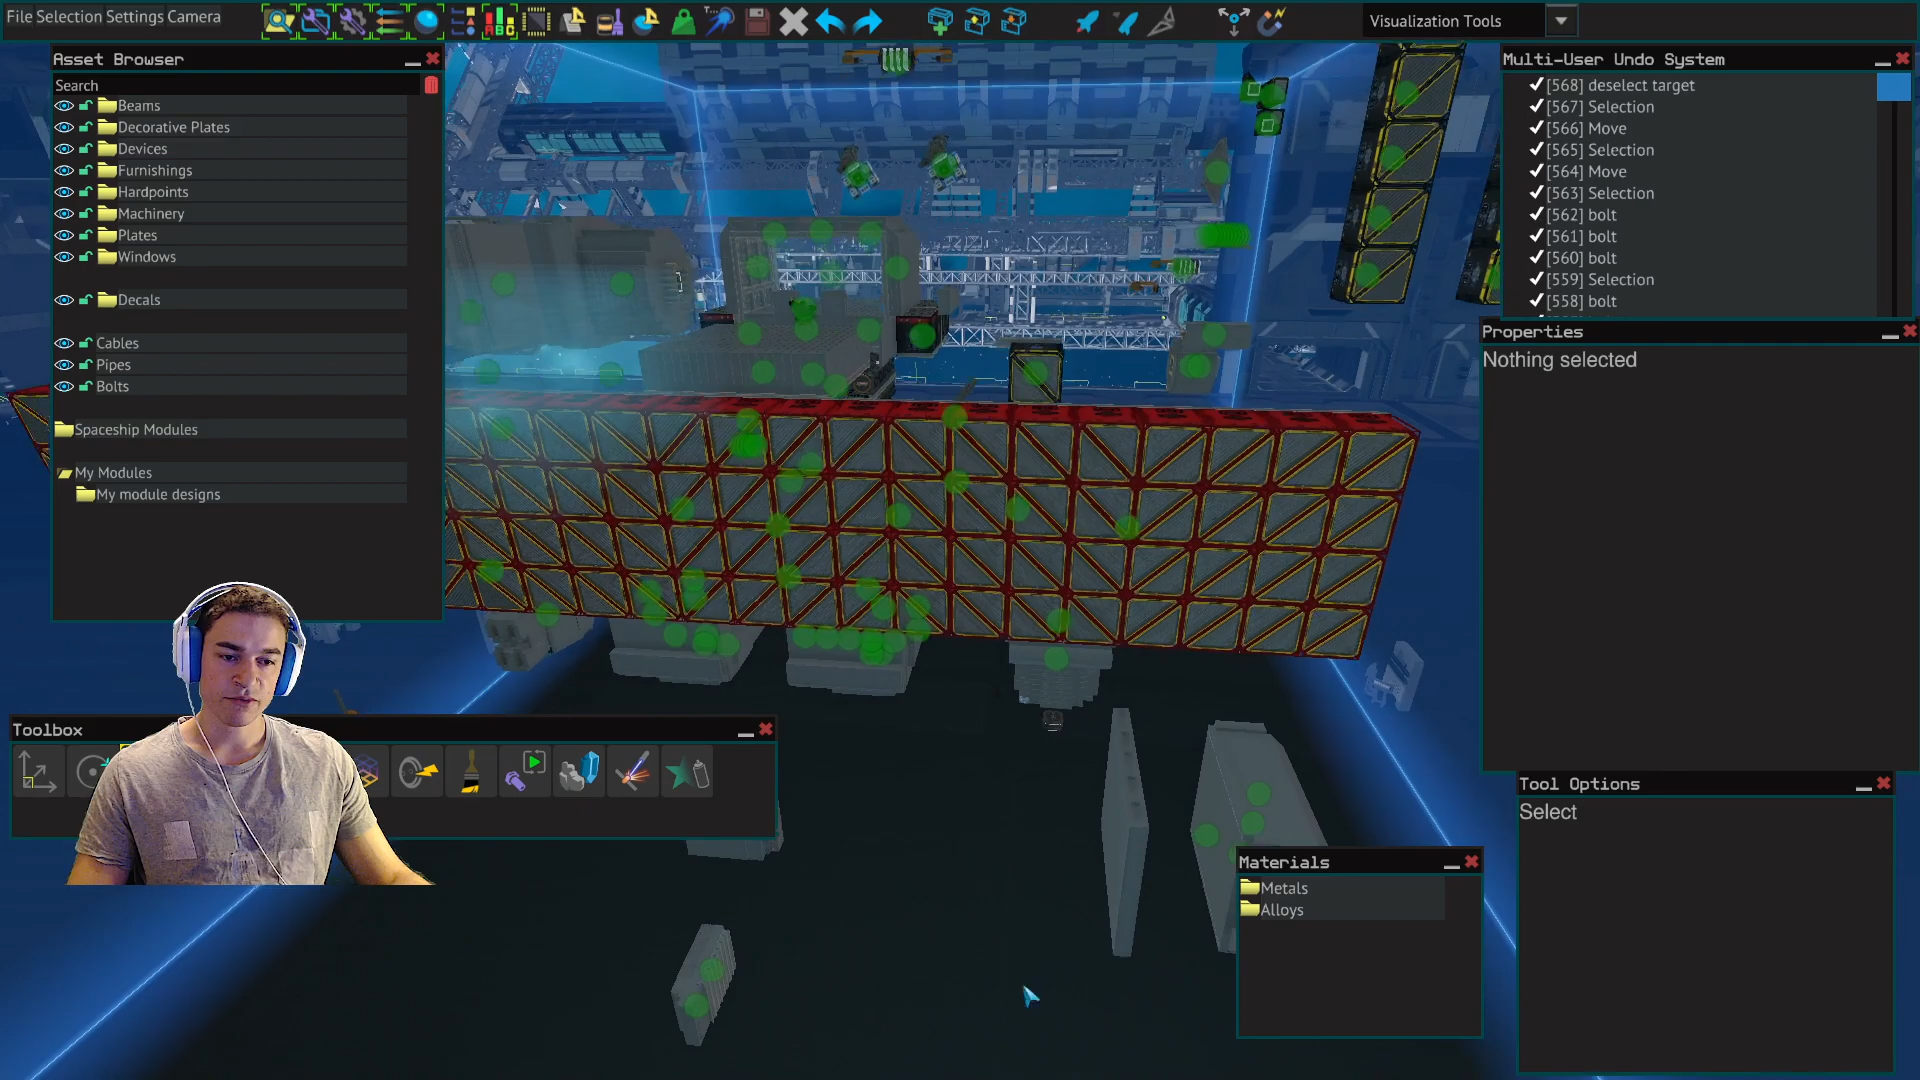 File Selection Settings Camera
Visualization Tools
Asset Browser
Search
Beams
Decorative Plates
Devices
Furnishings
Hardpoints
Machinery
Plates
Windows
Decals
Cables
Pipes
Bolts
Spaceship Modules
My Modules
My module designs
Toolbox
Multi-User Undo System
[568] deselect target
[567] Selection
[566] Move
[565] Selection
[564] Move
[563] Selection
[562] bolt
[561] bolt
[560] bolt
[559] Selection
[558] bolt
Properties
Nothing selected
Tool Options
Select
Materials
Metals
Alloys